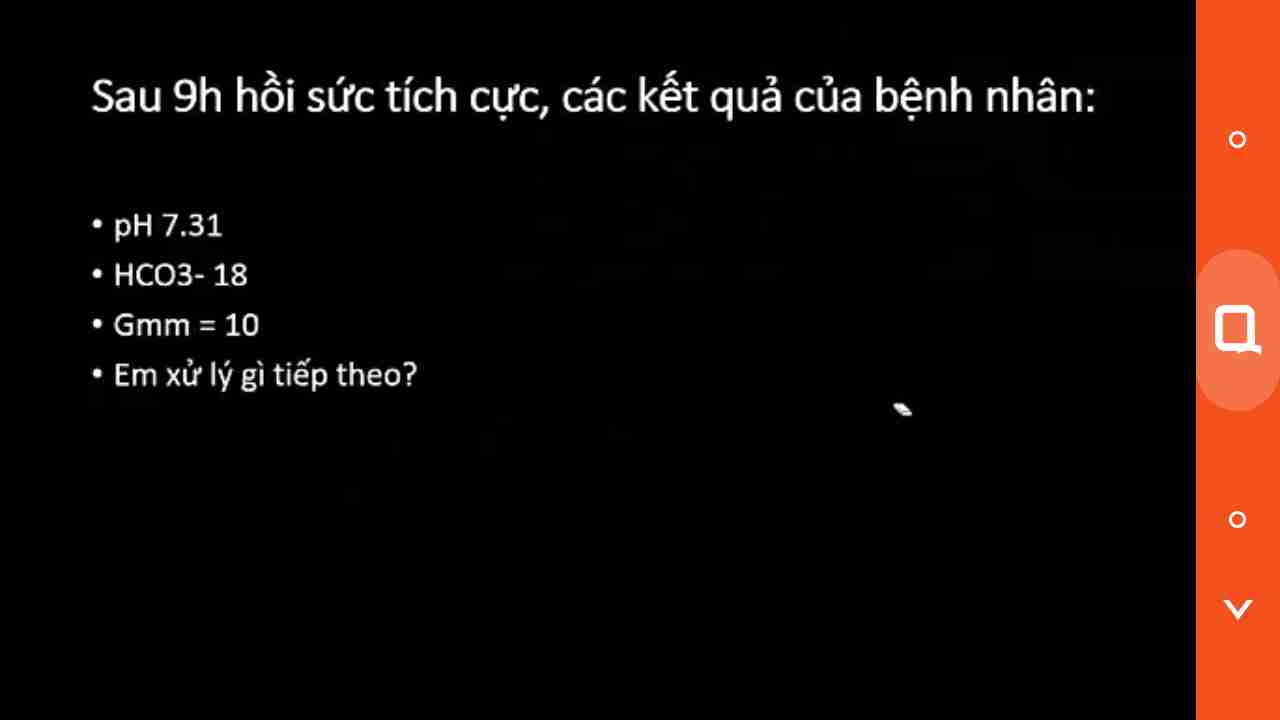 Sau 9h hồi sức tích cực, các kết quả của bệnh nhân:
• pH 7.31
• HCO3- 18
• Gmm = 10
• Em xử lý gì tiếp theo?